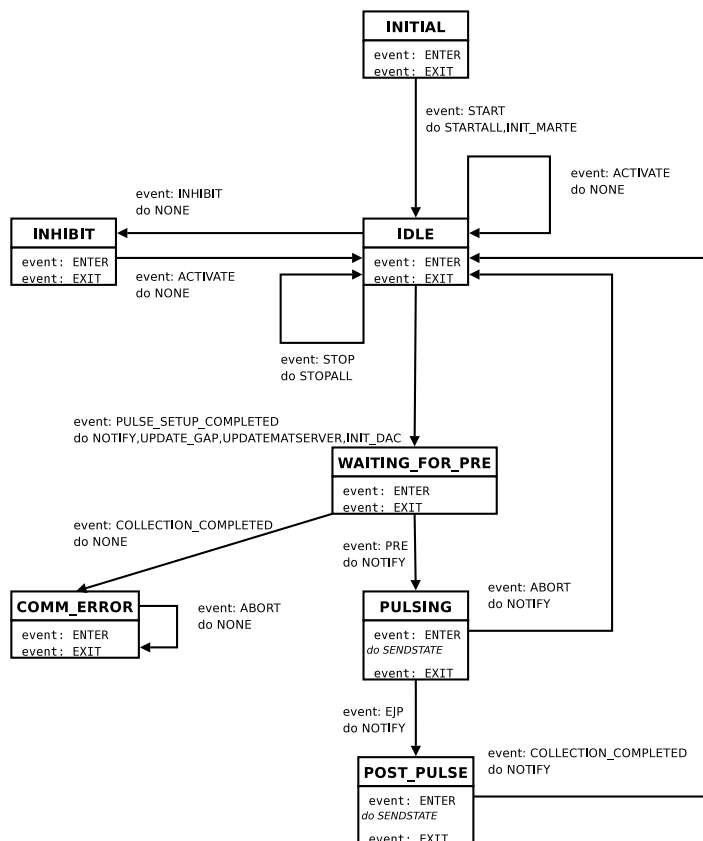 INITIAL
event: ENTER
event: EXIT
event: START
do STARTALL,INIT_MARTE
event: ACTIVATE
do NONE
event: INHIBIT
do NONE
INHIBIT
event: ENTER
event: EXIT
IDLE
event: ENTER
event: EXIT
event: ACTIVATE
do NONE
event: STOP
do STOPALL
event: PULSE_SETUP_COMPLETED
do NOTIFY,UPDATE_GAP,UPDATEMATSERVER,INIT_DAC
WAITING_FOR_PRE
event: ENTER
event: EXIT
event: COLLECTION_COMPLETED
do NONE
event: PRE
do NOTIFY
COMM_ERROR
event: ENTER
event: EXIT
event: ABORT
do NONE
PULSING
event: ENTER
do SENDSTATE
event: EXIT
event: ABORT
do NOTIFY
event: EJP
do NOTIFY
POST_PULSE
event: ENTER
do SENDSTATE
event: EXIT
event: COLLECTION_COMPLETED
do NOTIFY